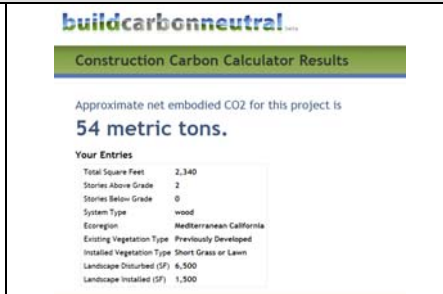 buildcarbonneutral beta
Construction Carbon Calculator Results
Approximate net embodied CO2 for this project is
54 metric tons.
Your Entries
Total Square Feet 2,340
Stories Above Grade 2
Stories Below Grade 0
System Type wood
Ecoregion Mediterranean California
Existing Vegetation Type Previously Developed
Installed Vegetation Type Short Grass or Lawn
Landscape Disturbed (SF) 6,500
Landscape Installed (SF) 1,500